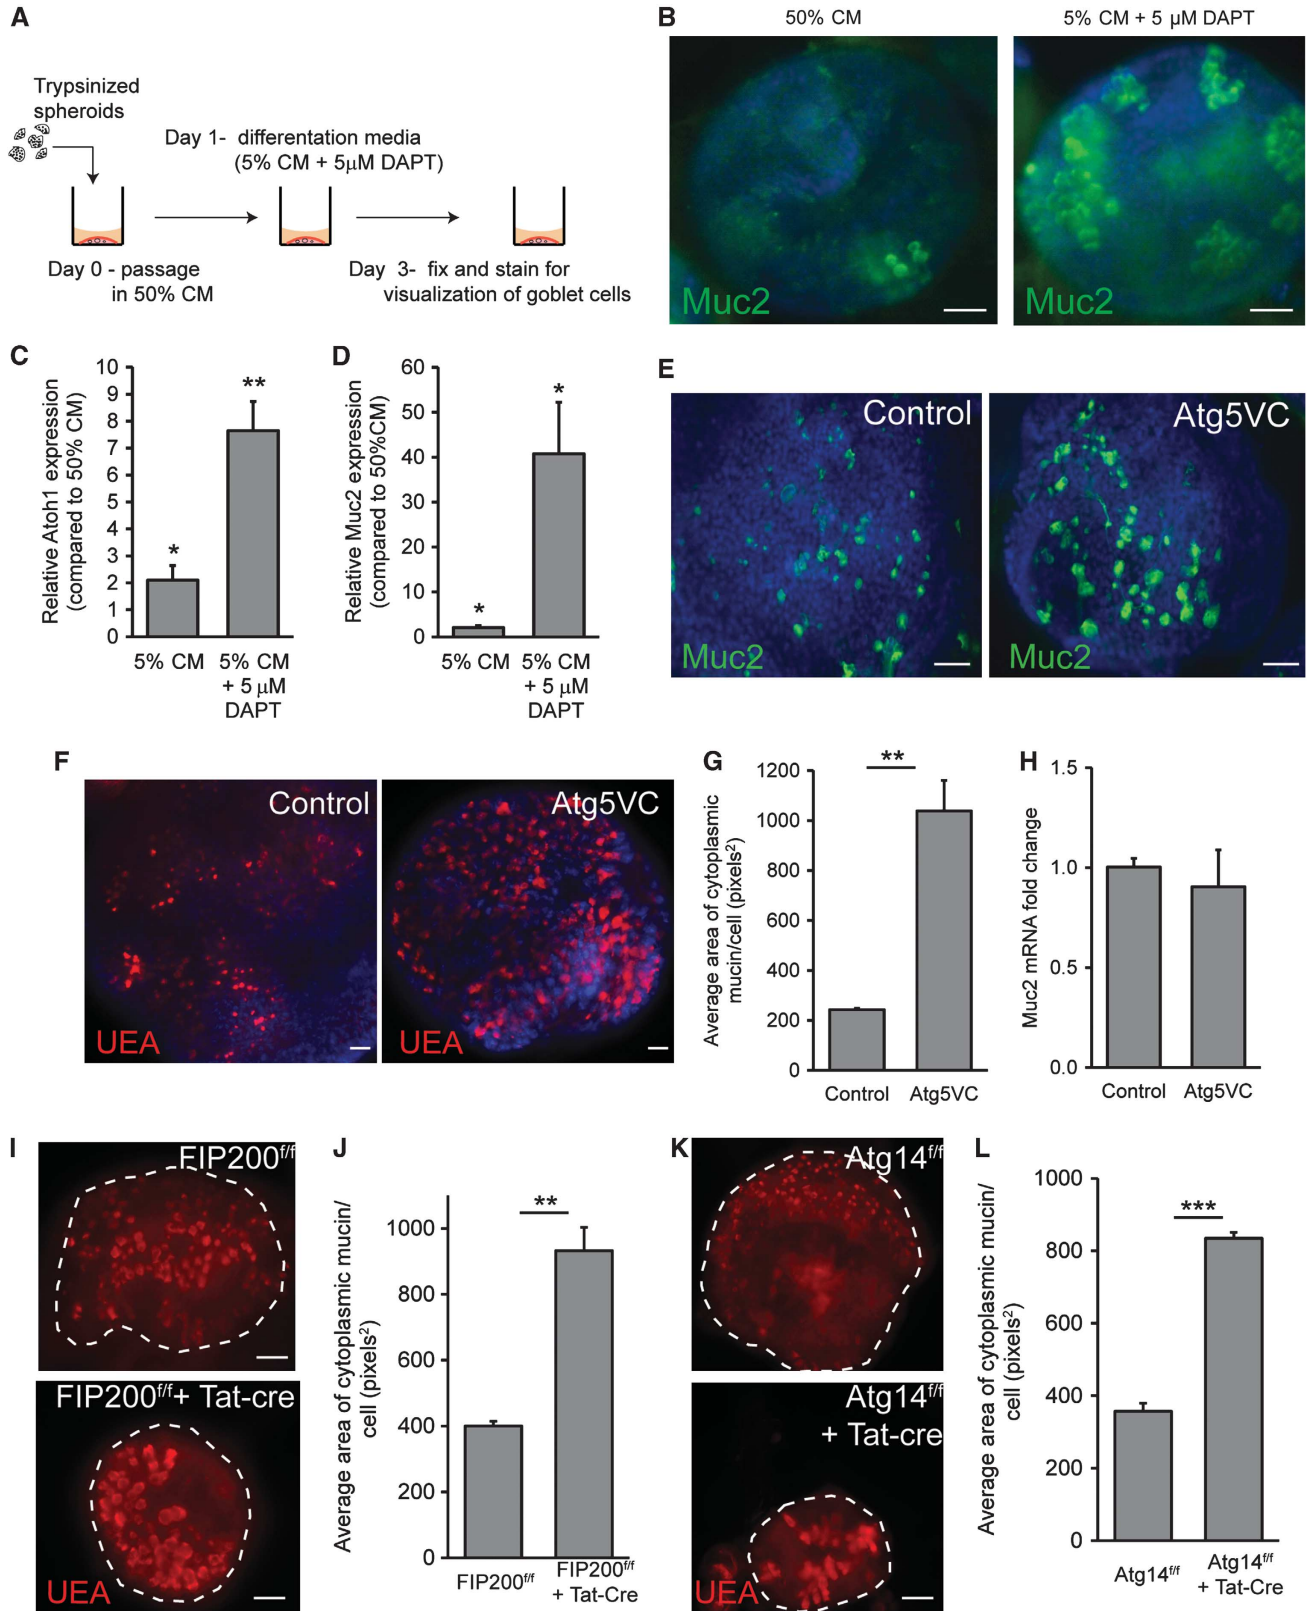 A
Trypsinized
spheroids
Day 1- differentation media
(5% CM + 5μM DAPT)
Day 0 - passage
in 50% CM
Day 3- fix and stain for
visualization of goblet cells
B
50% CM
5% CM + 5 μM DAPT
Muc2
Muc2
C
Relative Atoh1 expression
(compared to 50% CM)
10
9
8
7
6
5
4
3
2
1
0
*
**
5% CM
5% CM
+ 5 μM
DAPT
D
Relative Muc2 expression
(compared to 50%CM)
60
50
40
30
20
10
0
*
*
5% CM
5% CM
+ 5 μM
DAPT
E
Control
Muc2
Atg5VC
Muc2
F
Control
UEA
Atg5VC
UEA
G
Average area of cytoplasmic
mucin/cell (pixels²)
1200
1000
800
600
400
200
0
**
Control
Atg5VC
H
Muc2 mRNA fold change
1.5
1.0
0.5
0.0
Control
Atg5VC
I
FIP200f/f
FIP200f/f+ Tat-cre
UEA
J
Average area of cytoplasmic mucin/
cell (pixels²)
1000
800
600
400
200
0
**
FIP200f/f
FIP200f/f
+ Tat-Cre
K
Atg14f/f
Atg14f/f
+ Tat-cre
UEA
L
Average area of cytoplasmic mucin/
cell (pixels²)
1000
800
600
400
200
0
***
Atg14f/f
Atg14f/f
+ Tat-Cre